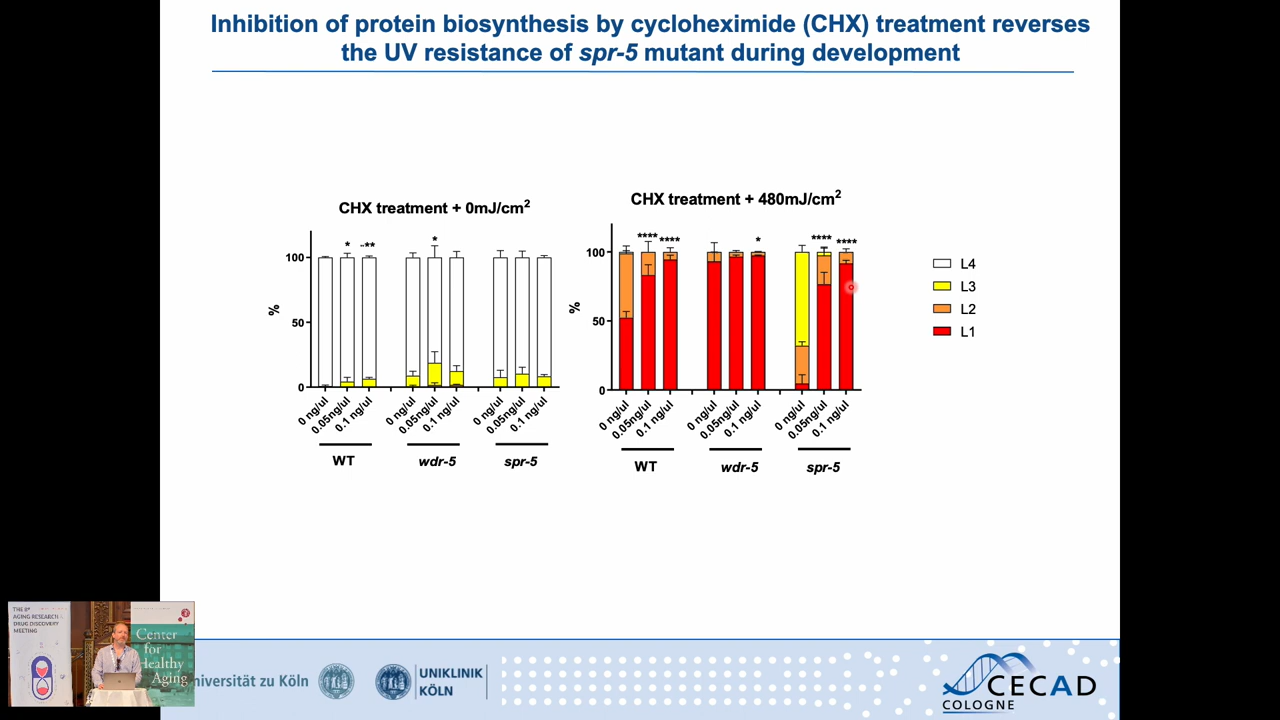 Inhibition of protein biosynthesis by cycloheximide (CHX) treatment reverses
the UV resistance of spr-5 mutant during development
CHX treatment + 0mJ/cm²
%
100
50
0
* ** *
0 ng/ul 0.05ng/ul 0.1 ng/ul 0 ng/ul 0.05ng/ul 0.1 ng/ul 0 ng/ul 0.05ng/ul 0.1 ng/ul
WT wdr-5 spr-5
CHX treatment + 480mJ/cm²
%
100
50
0
**** **** * **** ****
0 ng/ul 0.05ng/ul 0.1 ng/ul 0 ng/ul 0.05ng/ul 0.1 ng/ul 0 ng/ul 0.05ng/ul 0.1 ng/ul
WT wdr-5 spr-5
L4
L3
L2
L1
AGING RESEARCH
DRUG DISCOVERY
MEETING
Center
for
Healthy
Aging
niversität zu Köln
UNIKLINIK
KÖLN
CECAD
COLOGNE